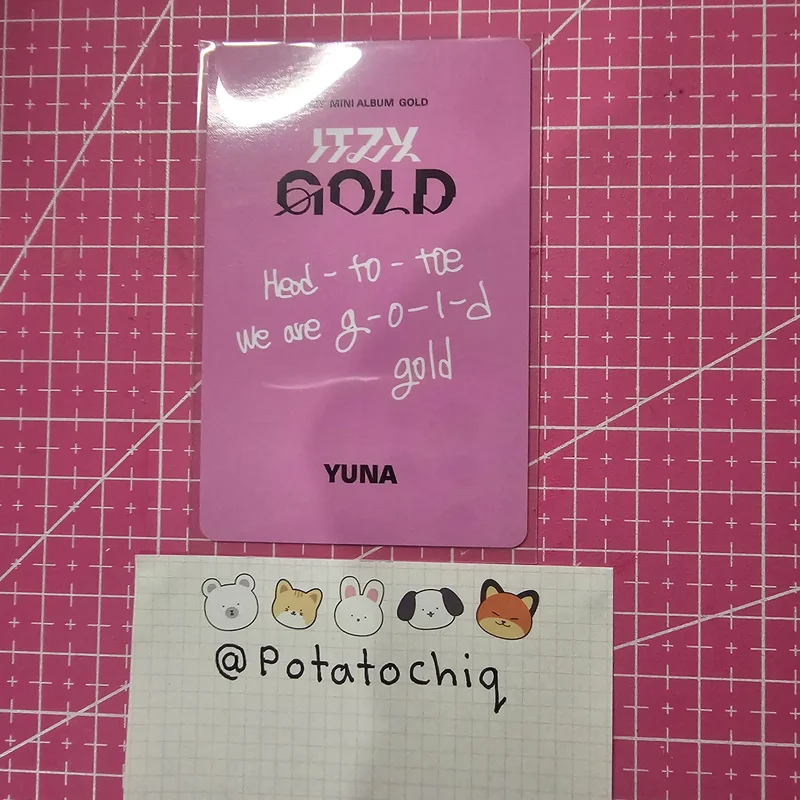 MINI ALBUM GOLD
ITZY
GOLD
Head-to-toe
we are g-o-l-d
gold
YUNA
@Potatochiq